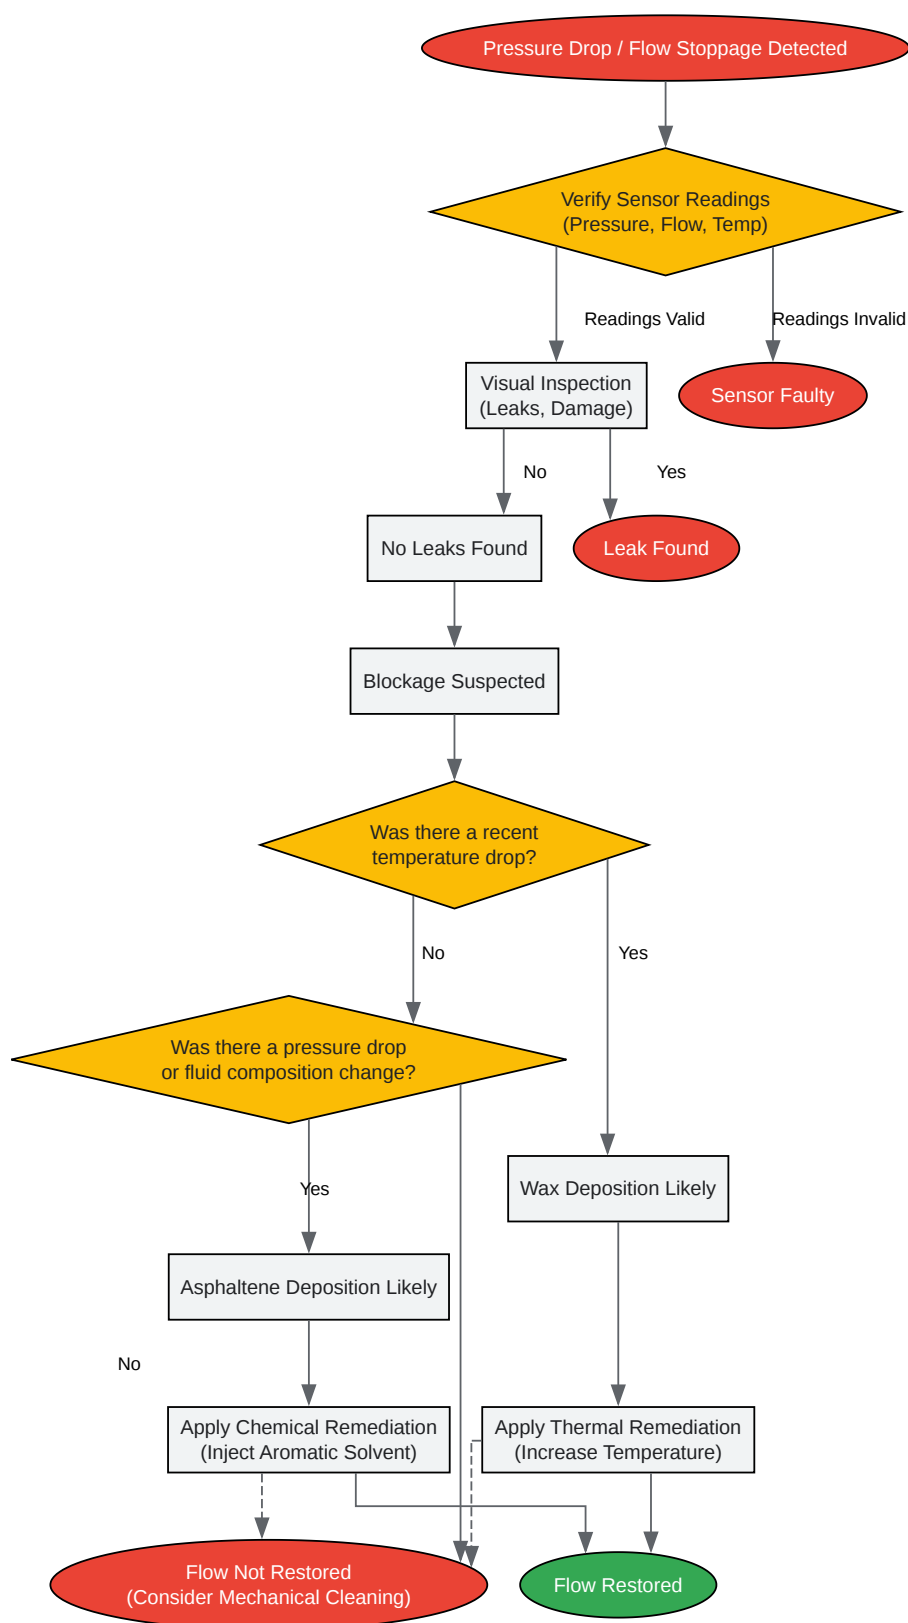 Pressure Drop / Flow Stoppage Detected
Verify Sensor Readings
(Pressure, Flow, Temp)
Readings Valid
Readings Invalid
Visual Inspection
(Leaks, Damage)
Sensor Faulty
No
Yes
No Leaks Found
Leak Found
Blockage Suspected
Was there a recent
temperature drop?
No
Yes
Was there a pressure drop
or fluid composition change?
Yes
Wax Deposition Likely
Asphaltene Deposition Likely
No
Apply Chemical Remediation
(Inject Aromatic Solvent)
Apply Thermal Remediation
(Increase Temperature)
Flow Not Restored
(Consider Mechanical Cleaning)
Flow Restored